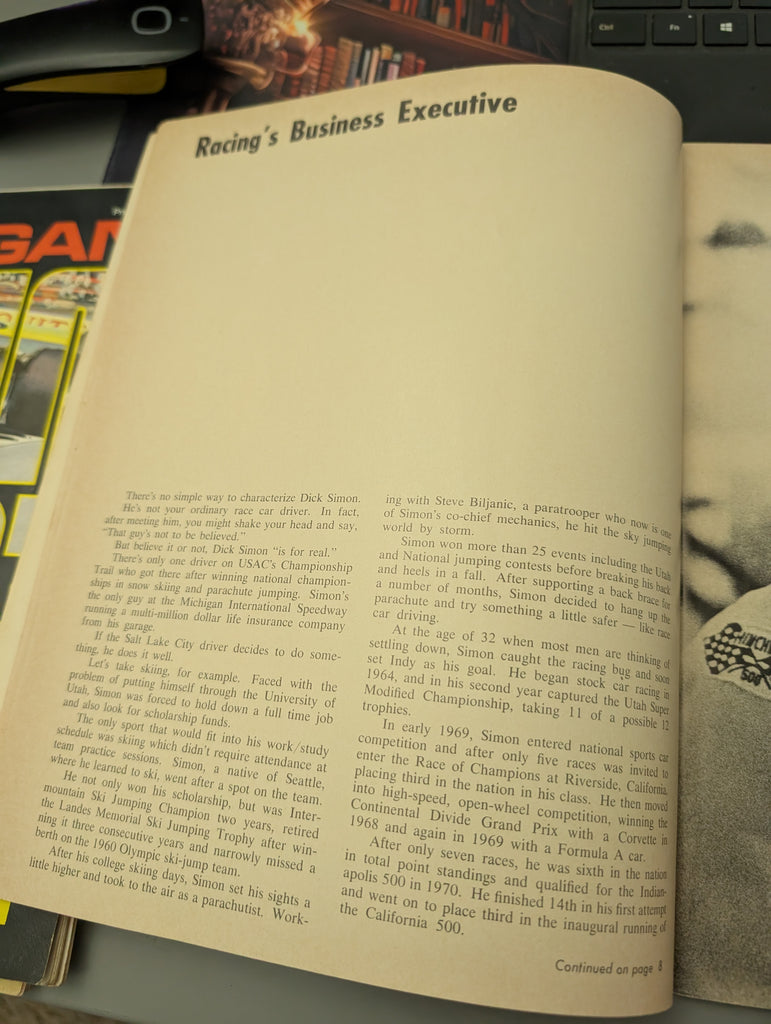 Ctrl
Fn
Racing's Business Executive
GAN
There's no simple way to characterize Dick Simon.
He's not your ordinary race car driver. In fact,
after meeting him, you might shake your head and say,
"That guy's not to be believed."
But believe it or not, Dick Simon "is for real."
There's only one driver on USAC's Championship
Trail who got there after winning national champion-
ships in snow skiing and parachute jumping. Simon's
the only guy at the Michigan International Speedway
running a multi-million dollar life insurance company
from his garage.
If the Salt Lake City driver decides to do some-
thing, he does it well.
Let's take skiing, for example. Faced with the
problem of putting himself through the University of
Utah, Simon was forced to hold down a full time job
and also look for scholarship funds.
The only sport that would fit into his work/study
schedule was skiing which didn't require attendance at
team practice sessions. Simon, a native of Seattle,
where he learned to ski, went after a spot on the team.
He not only won his scholarship, but was Inter-
mountain Ski Jumping Champion two years, retired
the Landes Memorial Ski Jumping Trophy after win-
ning it three consecutive years and narrowly missed a
berth on the 1960 Olympic ski-jump team.
After his college skiing days, Simon set his sights a
little higher and took to the air as a parachutist. Work-
ing with Steve Biljanic, a paratrooper who now is one
of Simon's co-chief mechanics, he hit the sky jumping
world by storm.
Simon won more than 25 events including the Utah
and National jumping contests before breaking his back
and heels in a fall. After supporting a back brace for
a number of months, Simon decided to hang up the
parachute and try something a little safer — like race
car driving.
At the age of 32 when most men are thinking of
settling down, Simon caught the racing bug and soon
set Indy as his goal. He began stock car racing in
1964, and in his second year captured the Utah Super
Modified Championship, taking 11 of a possible 12
trophies.
In early 1969, Simon entered national sports car
competition and after only five races was invited to
enter the Race of Champions at Riverside, California,
placing third in the nation in his class. He then moved
into high-speed, open-wheel competition, winning the
Continental Divide Grand Prix with a Corvette in
1968 and again in 1969 with a Formula A car.
After only seven races, he was sixth in the nation
in total point standings and qualified for the Indian-
apolis 500 in 1970. He finished 14th in his first attempt
and went on to place third in the inaugural running of
the California 500.
Continued on page 8
500